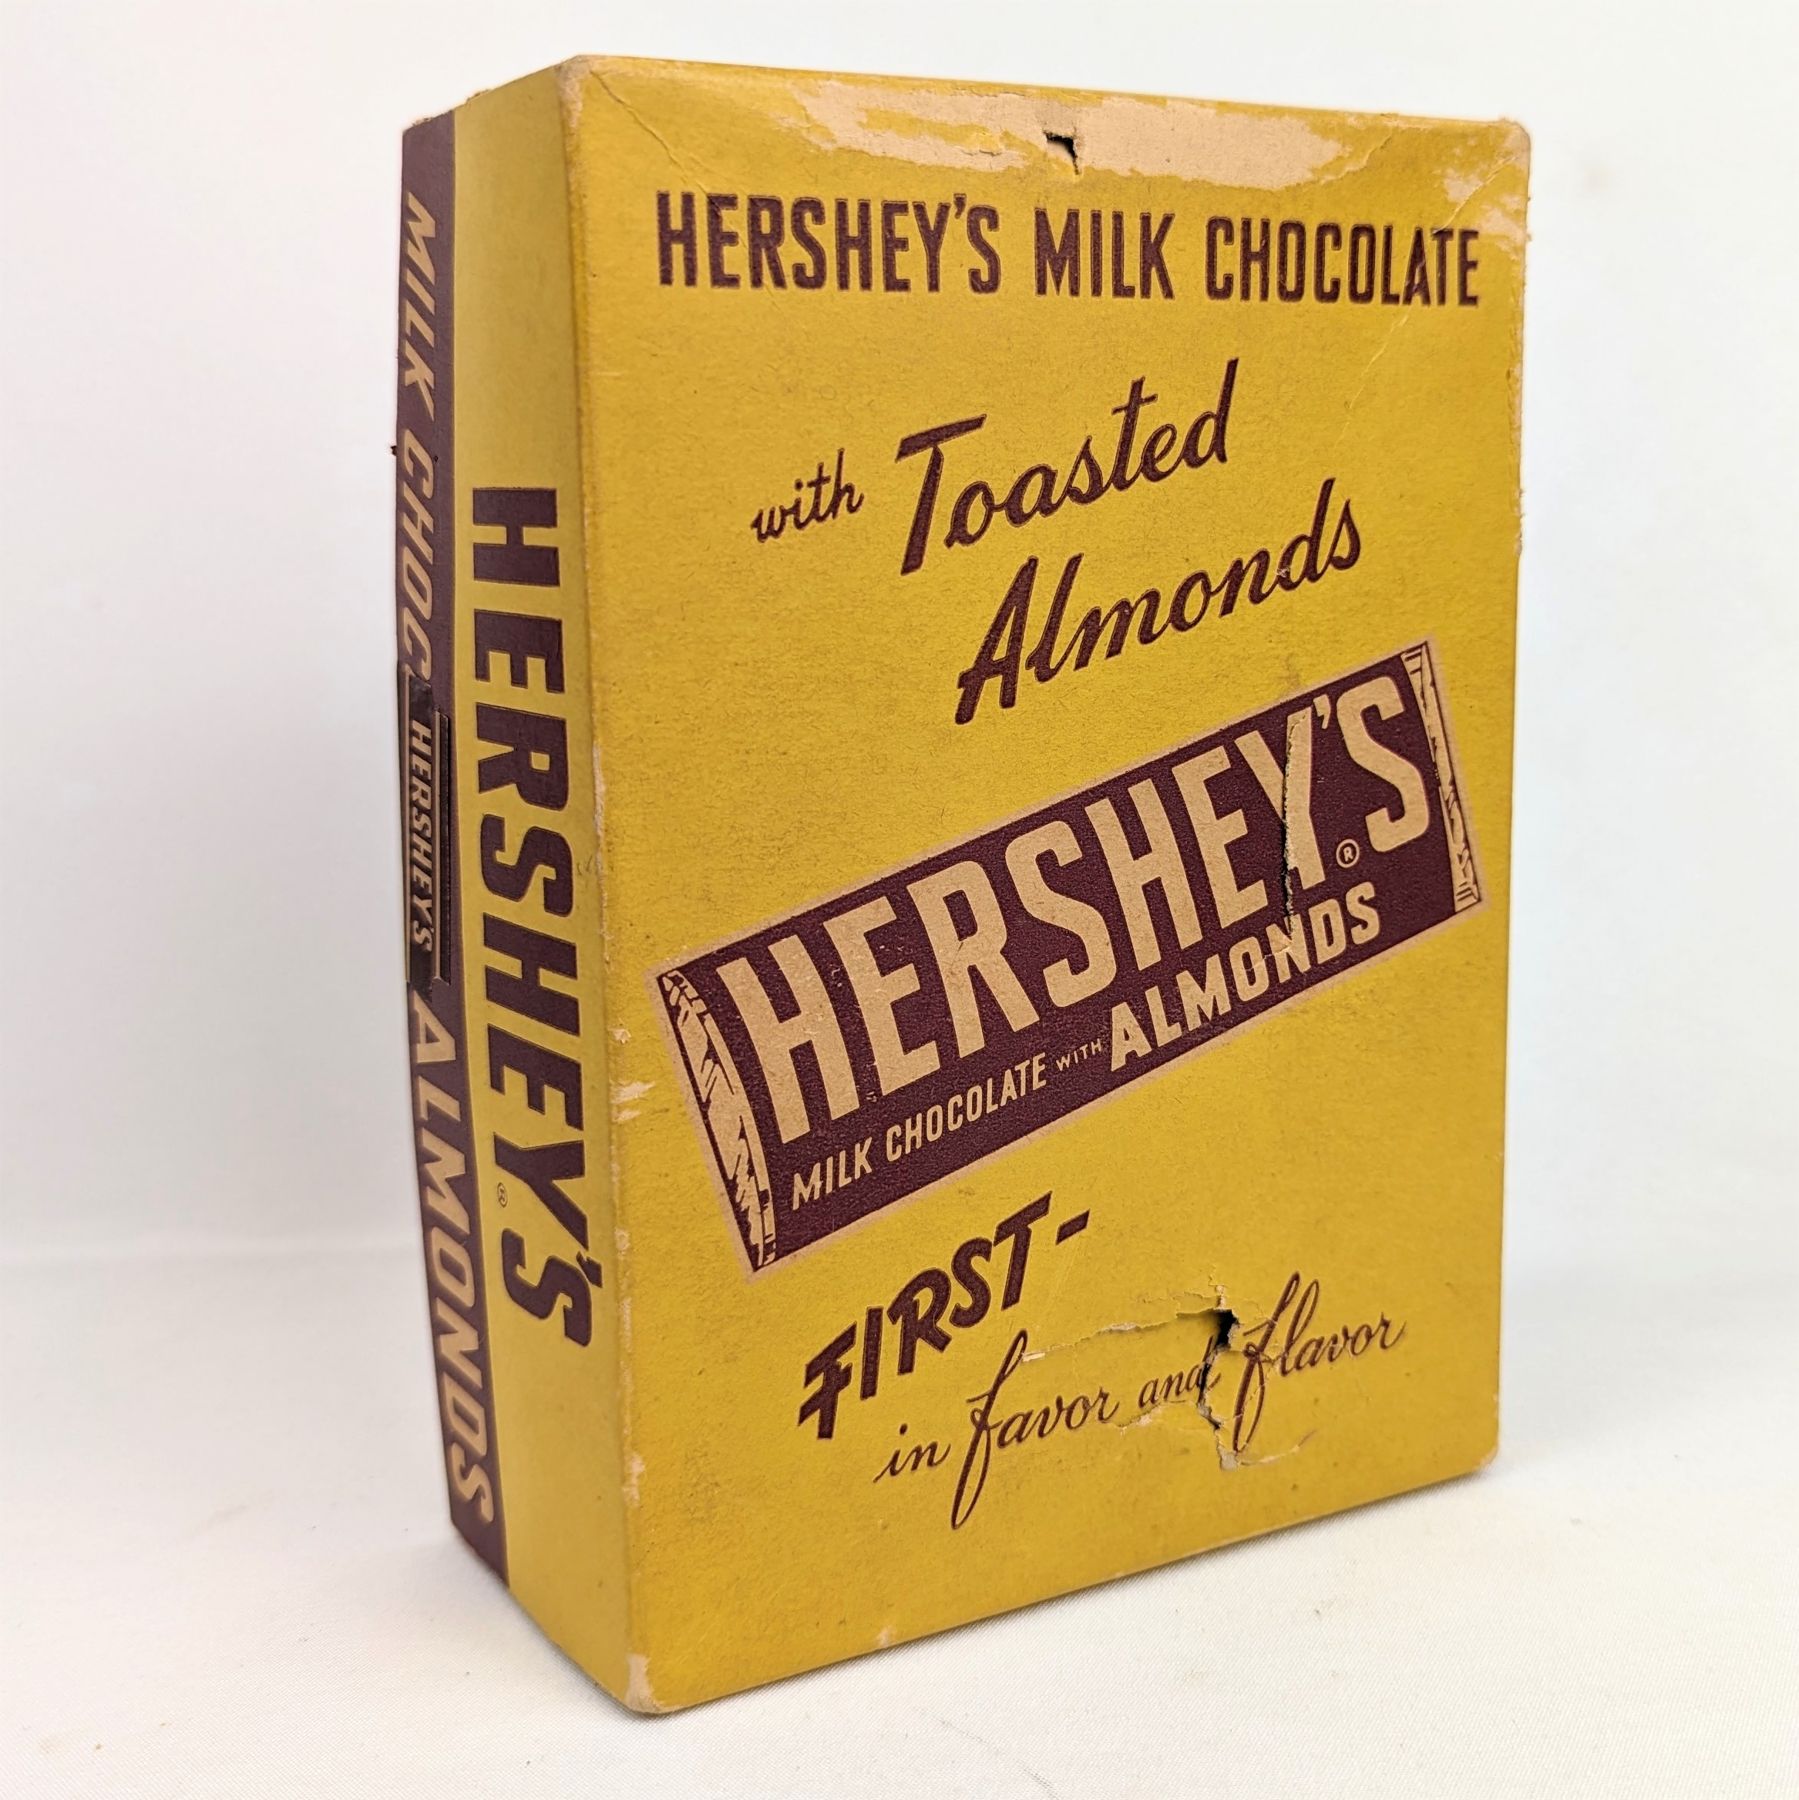 HERSHEY'S MILK CHOCOLATE
with Toasted
Almonds
HERSHEY'S®
MILK CHOCOLATE WITH ALMONDS
FIRST-
in favor and flavor
HERSHEY'S®
MILK CHOC
HERSHEY'S
ALMONDS